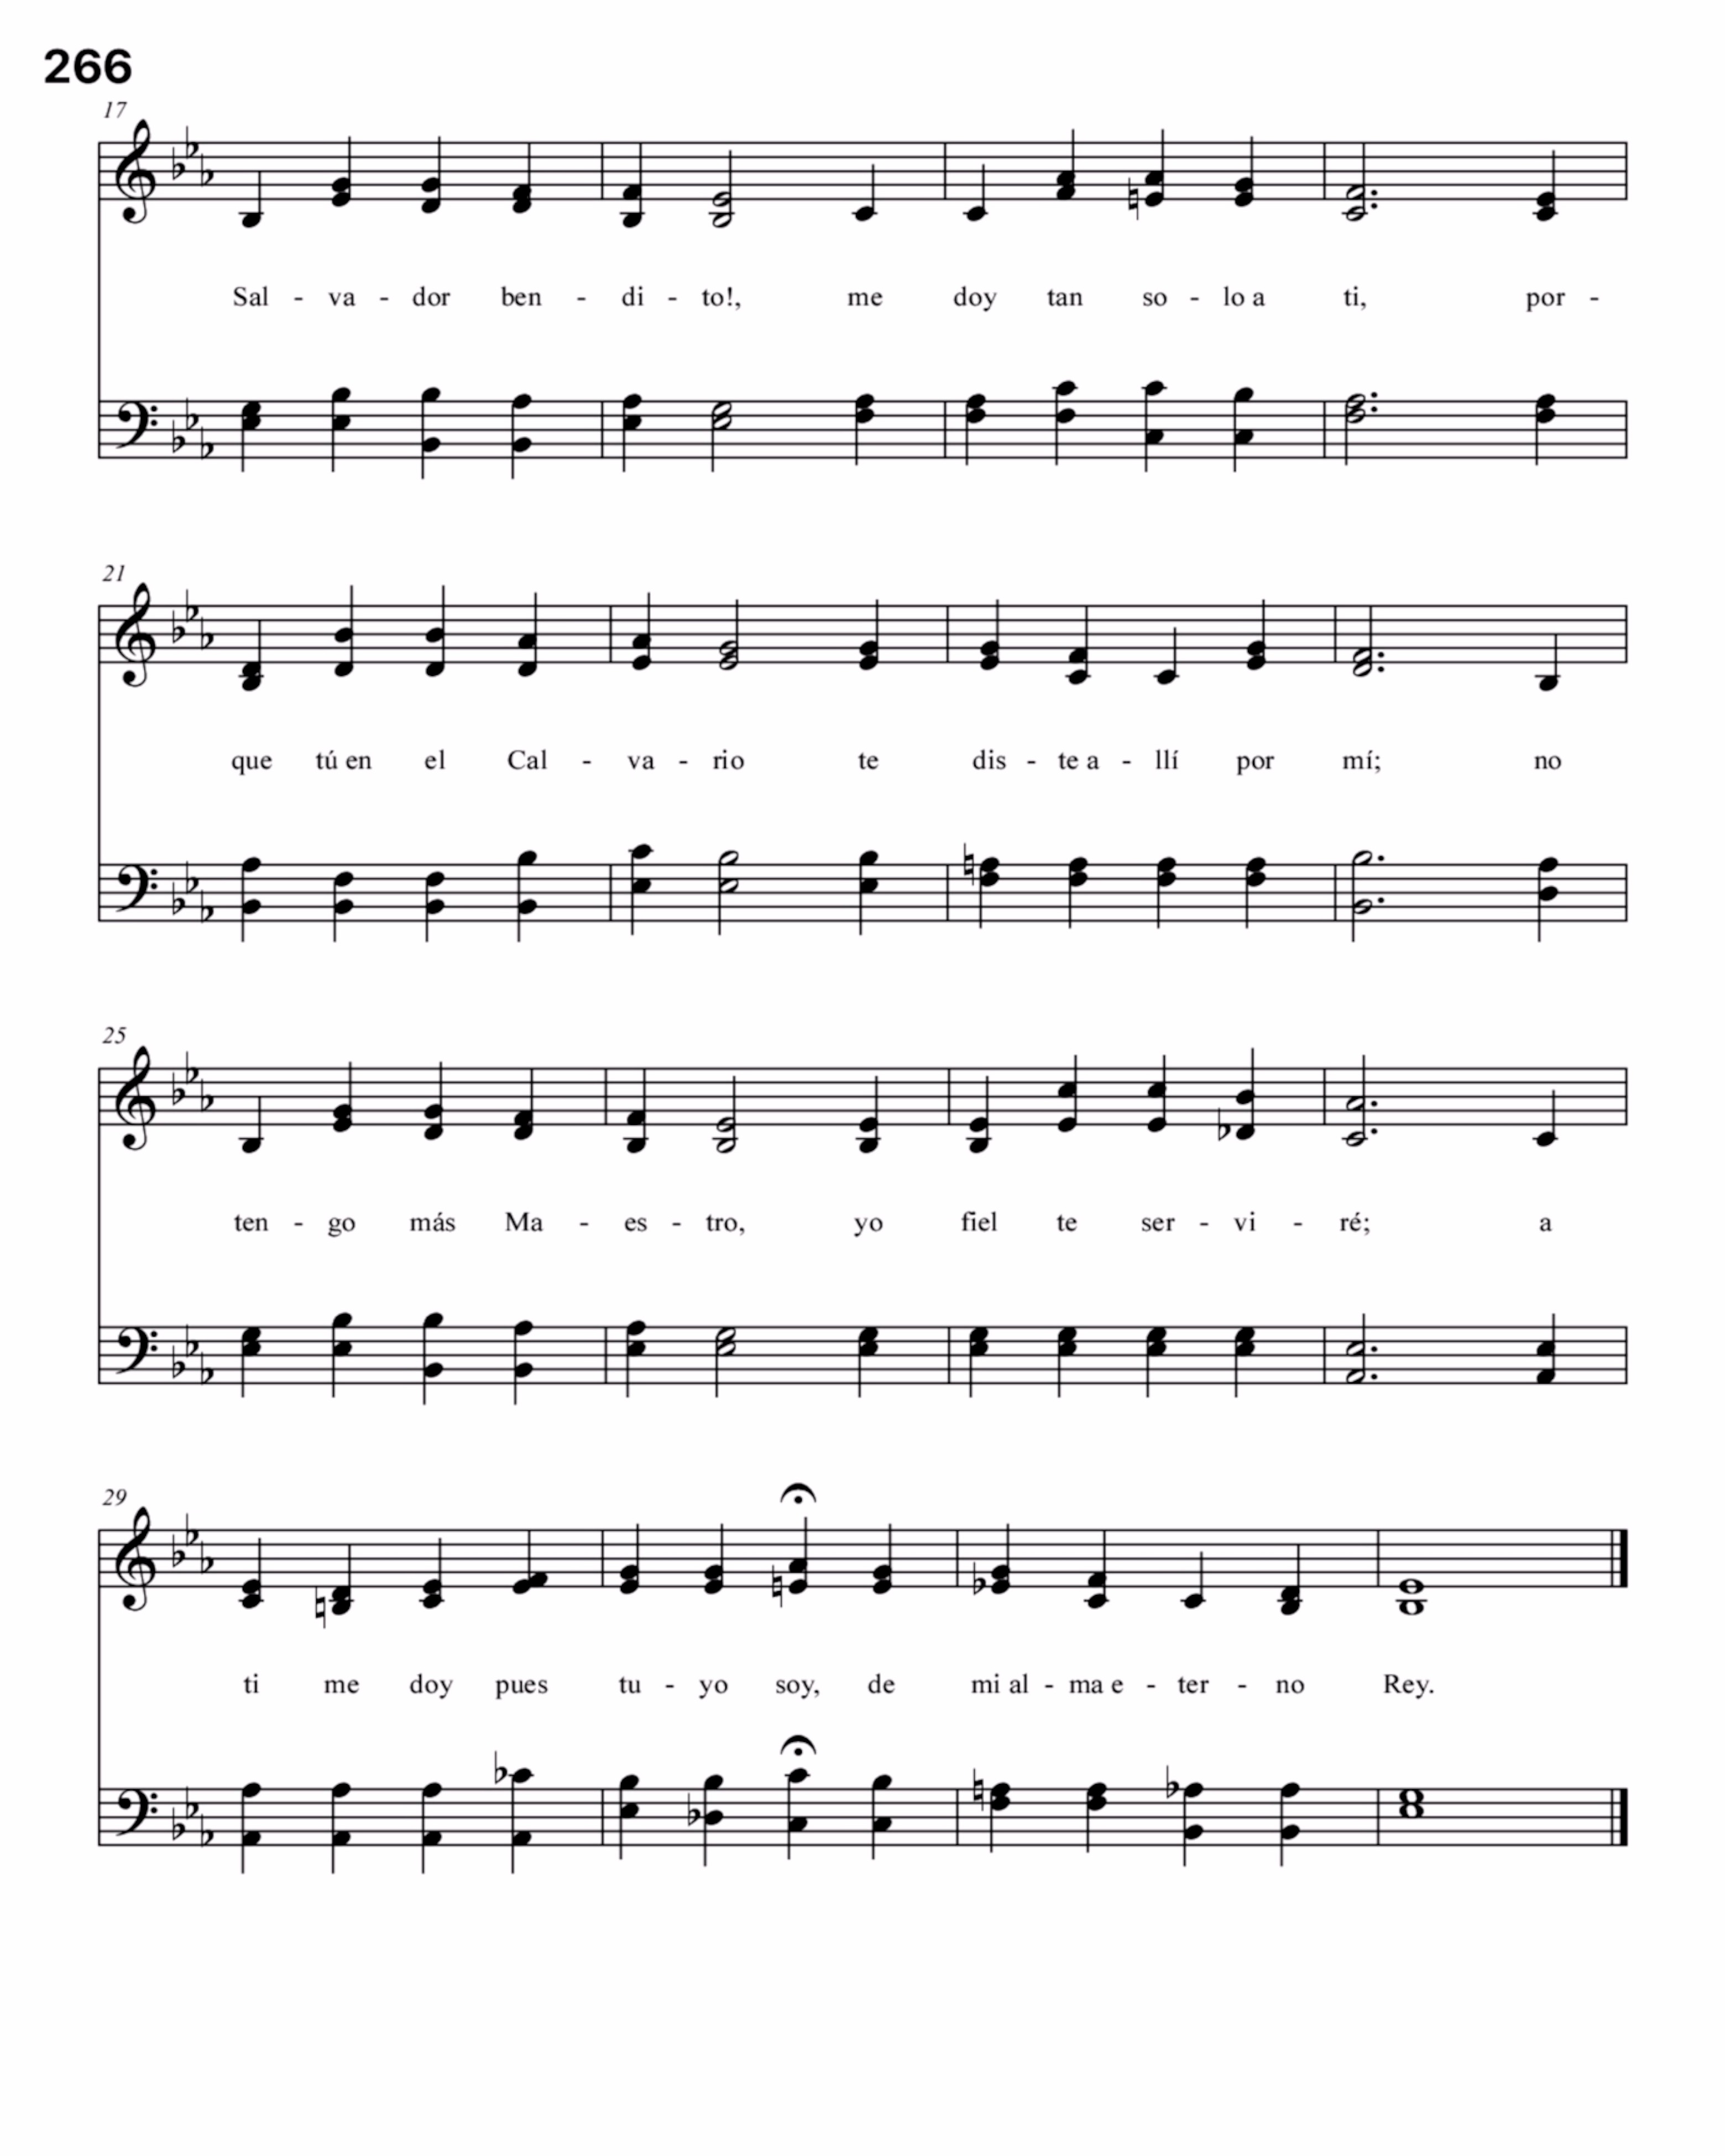 266
17
Sal - va - dor ben - di - to!, me doy tan so - lo a ti, por -
21
que tú en el Cal - va - rio te dis - te a - llí por mí; no
25
ten - go más Ma - es - tro, yo fiel te ser - vi - ré; a
29
ti me doy pues tu - yo soy, de mi al - ma e - ter - no Rey.